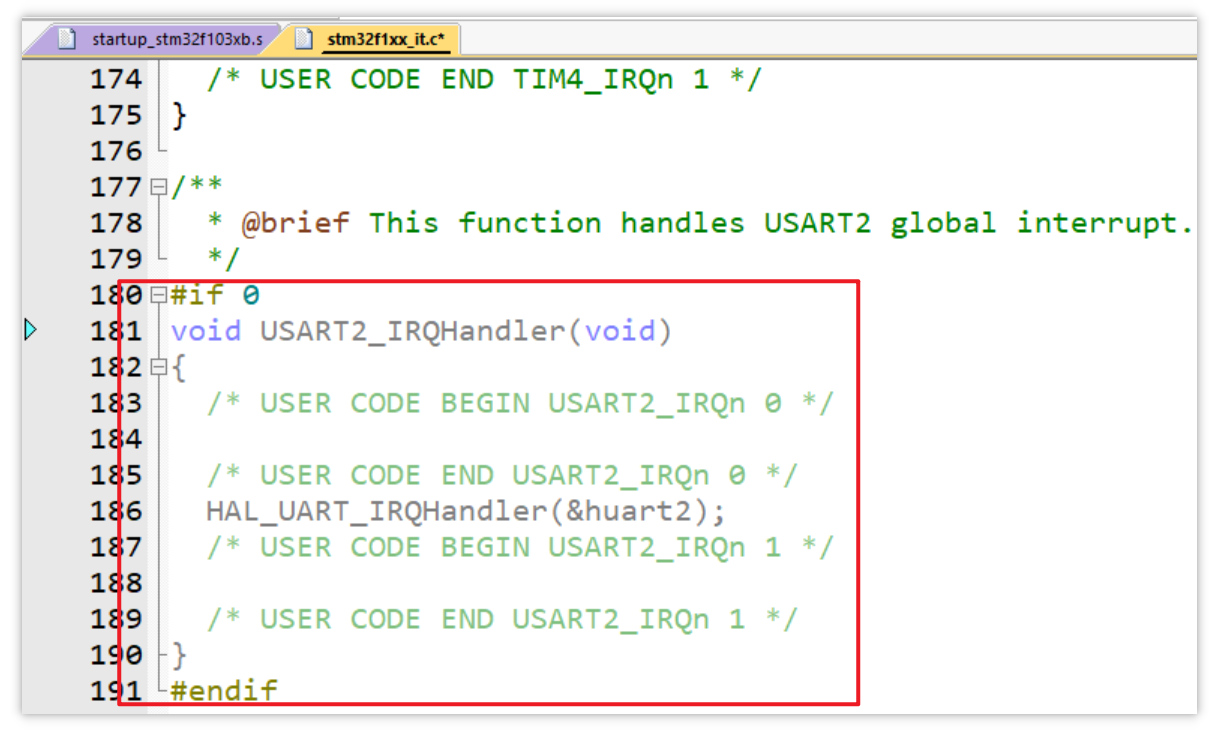 startup_stm32f103xb.s stm32f1xx_it.c*
174 /* USER CODE END TIM4_IRQn 1 */
175 }
176
177 /**
178 * @brief This function handles USART2 global interrupt.
179 */
180 #if 0
181 void USART2_IRQHandler(void)
182 {
183 /* USER CODE BEGIN USART2_IRQn 0 */
184
185 /* USER CODE END USART2_IRQn 0 */
186 HAL_UART_IRQHandler(&huart2);
187 /* USER CODE BEGIN USART2_IRQn 1 */
188
189 /* USER CODE END USART2_IRQn 1 */
190 }
191 #endif